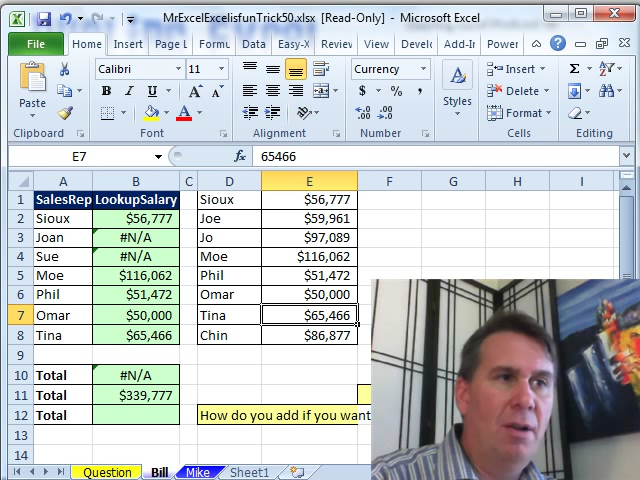 MrExcelExcelisfunTrick50.xlsx [Read-Only] - Microsoft Excel
File Home Insert Page Formu Data Easy-X Review Develo Add-Ir Power
Calibri 11 Currency
Paste B I U A A A $ % , .0 .00 .00 .0 Styles Insert Delete Format Σ
Clipboard Font Alignment Number Cells Editing
E7 fx 65466
A B C D E F G H I
1 SalesRep LookupSalary Sioux $56,777
2 Sioux $56,777 Joe $59,961
3 Joan #N/A Jo $97,089
4 Sue #N/A Moe $116,062
5 Moe $116,062 Phil $51,472
6 Phil $51,472 Omar $50,000
7 Omar $50,000 Tina $65,466
8 Tina $65,466 Chin $86,877
9
10 Total #N/A
11 Total $339,777
12 Total How do you add if you want
13
14
Question Bill Mike Sheet1